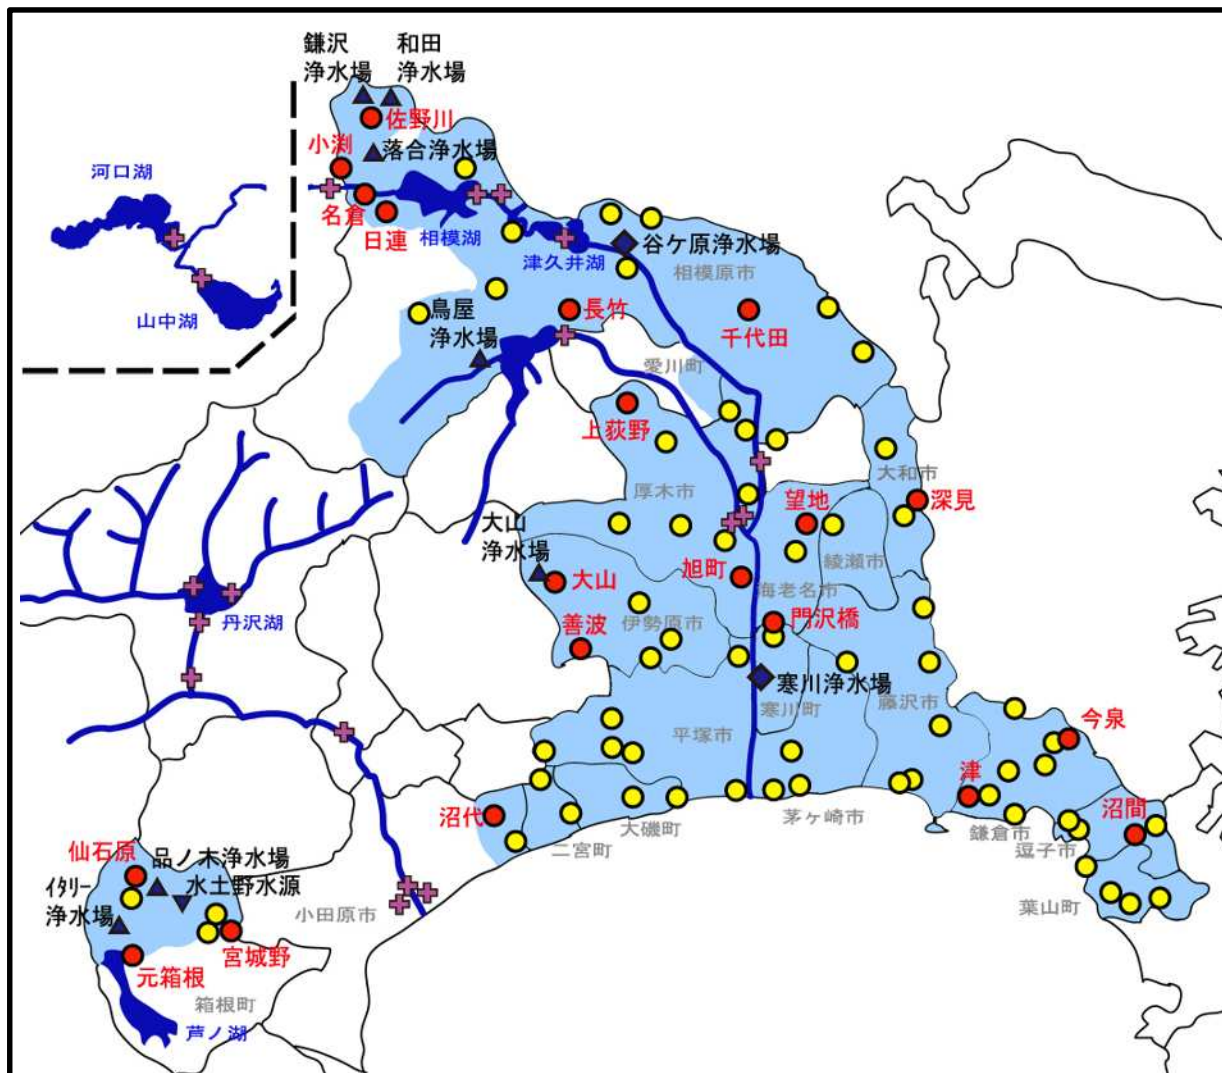 鎌沢
浄水場
和田
浄水場
佐野川
小渕
落合浄水場
河口湖
名倉
日連
相模湖
津久井湖
谷ケ原浄水場
相模原市
山中湖
鳥屋
浄水場
長竹
千代田
愛川町
上荻野
大和市
厚木市
望地
深見
大山
浄水場
綾瀬市
大山
旭町
海老名市
丹沢湖
善波
伊勢原市
門沢橋
寒川浄水場
寒川町
藤沢市
平塚市
今泉
津
沼代
大磯町
茅ヶ崎市
鎌倉市
沼間
二宮町
逗子市
仙石原
品ノ木浄水場
水土野水源
イタリー
浄水場
小田原市
葉山町
宮城野
元箱根
箱根町
芦ノ湖